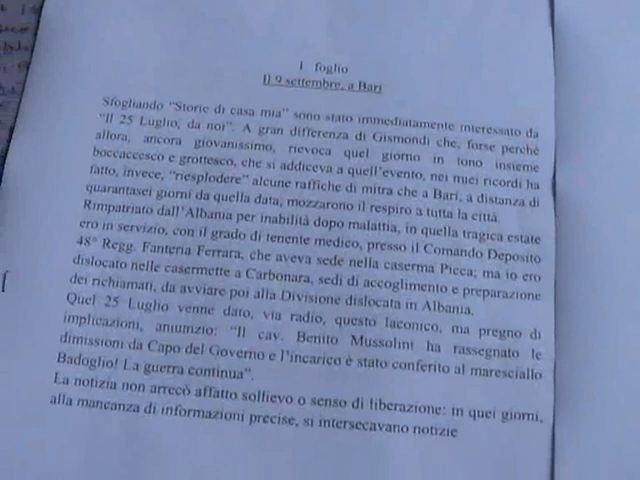 1 foglio
Il 9 settembre, a Bari
Sfogliando "Storie di casa mia" sono stato immediatamente interessato da
"Il 25 Luglio, da noi". A gran differenza di Gismondi che, forse perchè
allora, ancora giovanissimo, rievoca quel giorno in tono insieme
boccaccesco e grottesco, che si addiceva a quell'evento, nei miei ricordi ha
fatto, invece, "riesplodere" alcune raffiche di mitra che a Bari, a distanza di
quarantasei giorni da quella data, mozzarono il respiro a tutta la città.
Rimpatriato dall'Albania per inabilità dopo malattia, in quella tragica estate
ero in servizio, con il grado di tenente medico, presso il Comando Deposito
48° Regg. Fanteria Ferrara, che aveva sede nella caserma Picca; ma io ero
dislocato nelle casermette a Carbonara, sedi di accoglimento e preparazione
dei richiamati, da avviare poi alla Divisione dislocata in Albania.
Quel 25 Luglio venne dato, via radio, questo laconico, ma pregno di
implicazioni, annunzio: "Il cav. Benito Mussolini ha rassegnato le
dimissioni da Capo del Governo e l'incarico è stato conferito al maresciallo
Badoglio! La guerra continua".
La notizia non arrecò affatto sollievo o senso di liberazione: in quei giorni,
alla mancanza di informazioni precise, si intersecavano notizie